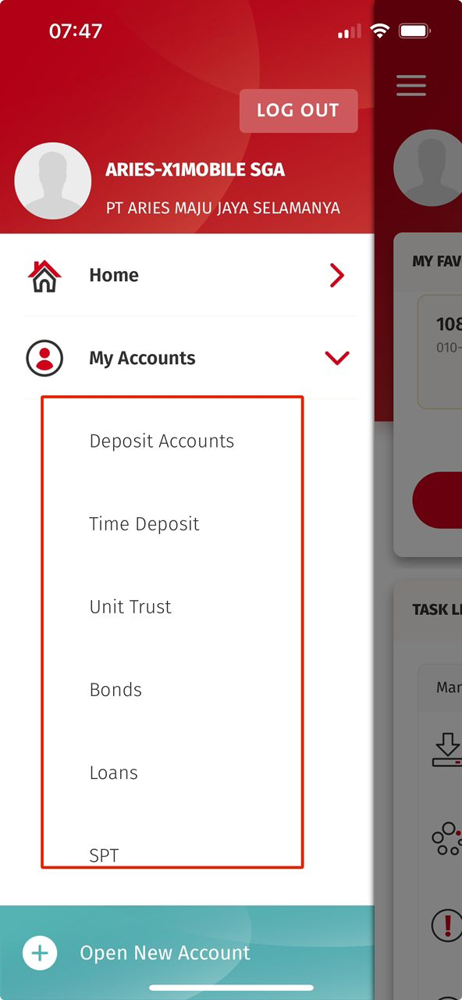 07:47
LOG OUT
ARIES-X1MOBILE SGA
PT ARIES MAJU JAYA SELAMANYA
Home
My Accounts
Deposit Accounts
Time Deposit
Unit Trust
Bonds
Loans
SPT
Open New Account
MY FAV
108
010-
TASK LI
Mar